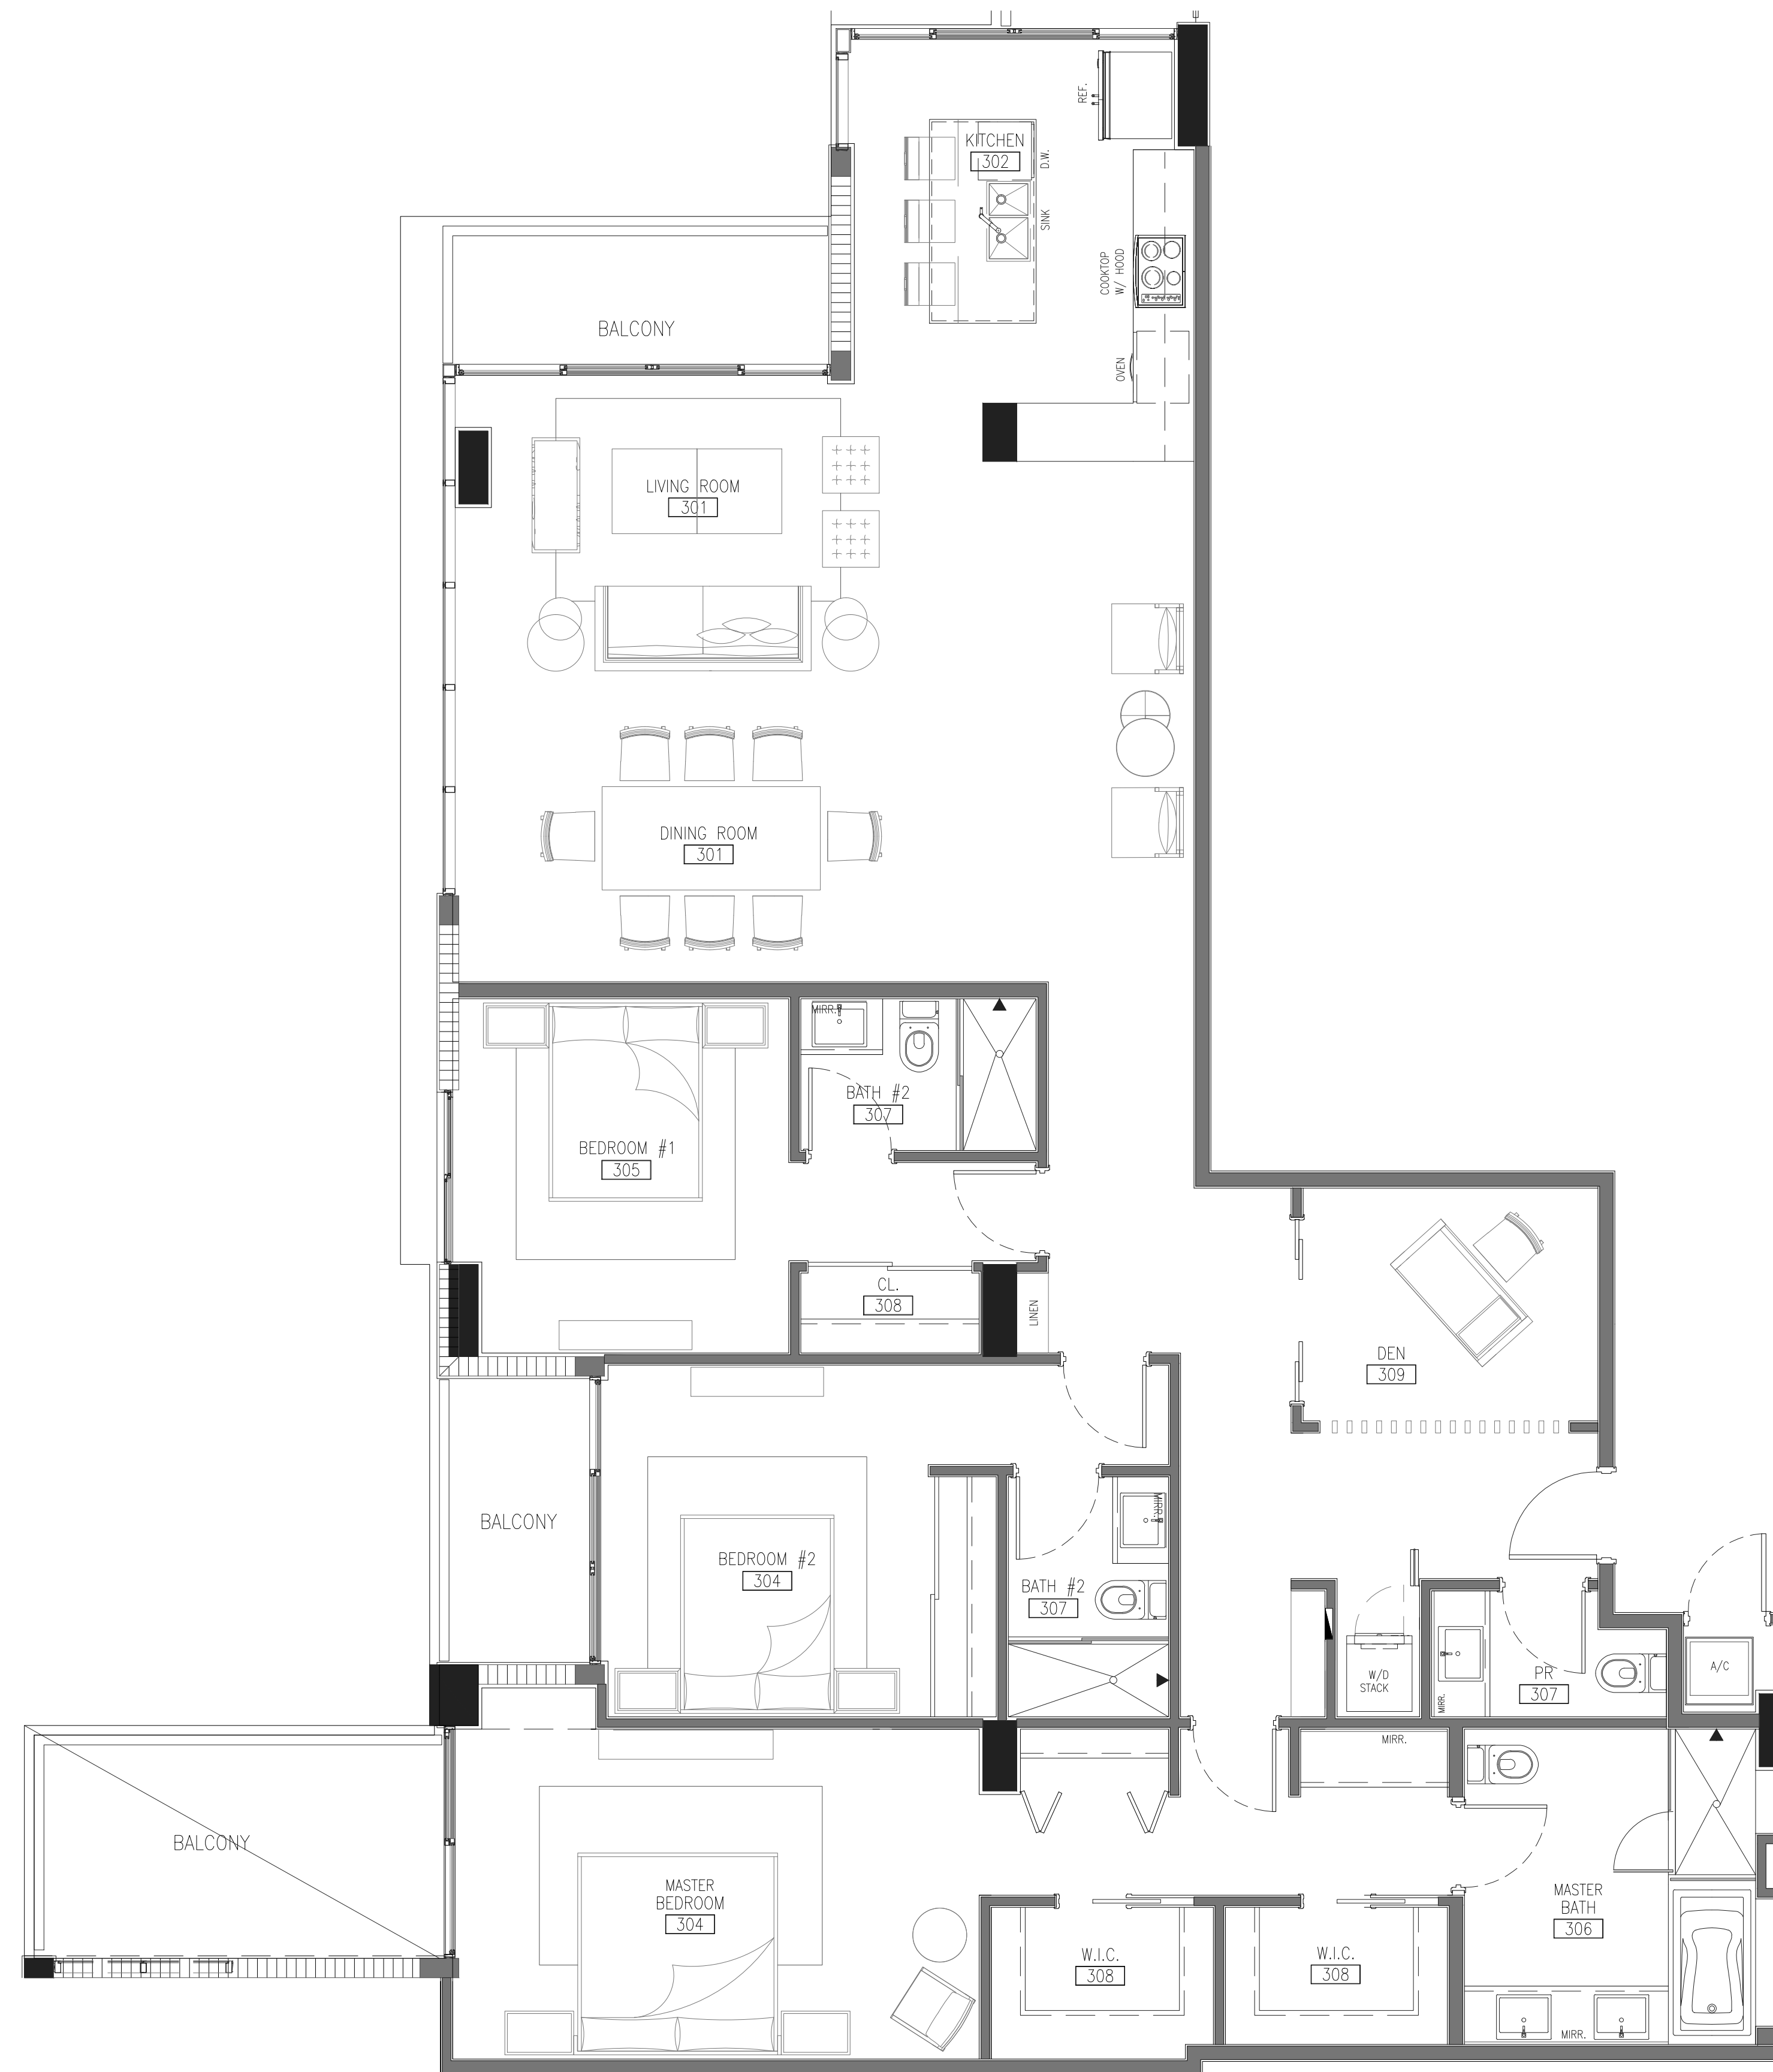 REF.
KITCHEN
302
D.W.
SINK
COOKTOP
W/ HOOD
BALCONY
OVEN
LIVING ROOM
301
DINING ROOM
301
MIRR.
BATH #2
307
BEDROOM #1
305
CL.
308
LINEN
DEN
309
BALCONY
MIRR.
BEDROOM #2
304
BATH #2
307
W/D
STACK
MIRR.
PR
307
A/C
MIRR.
BALCONY
MASTER
BEDROOM
304
MASTER
BATH
306
W.I.C.
308
W.I.C.
308
MIRR.